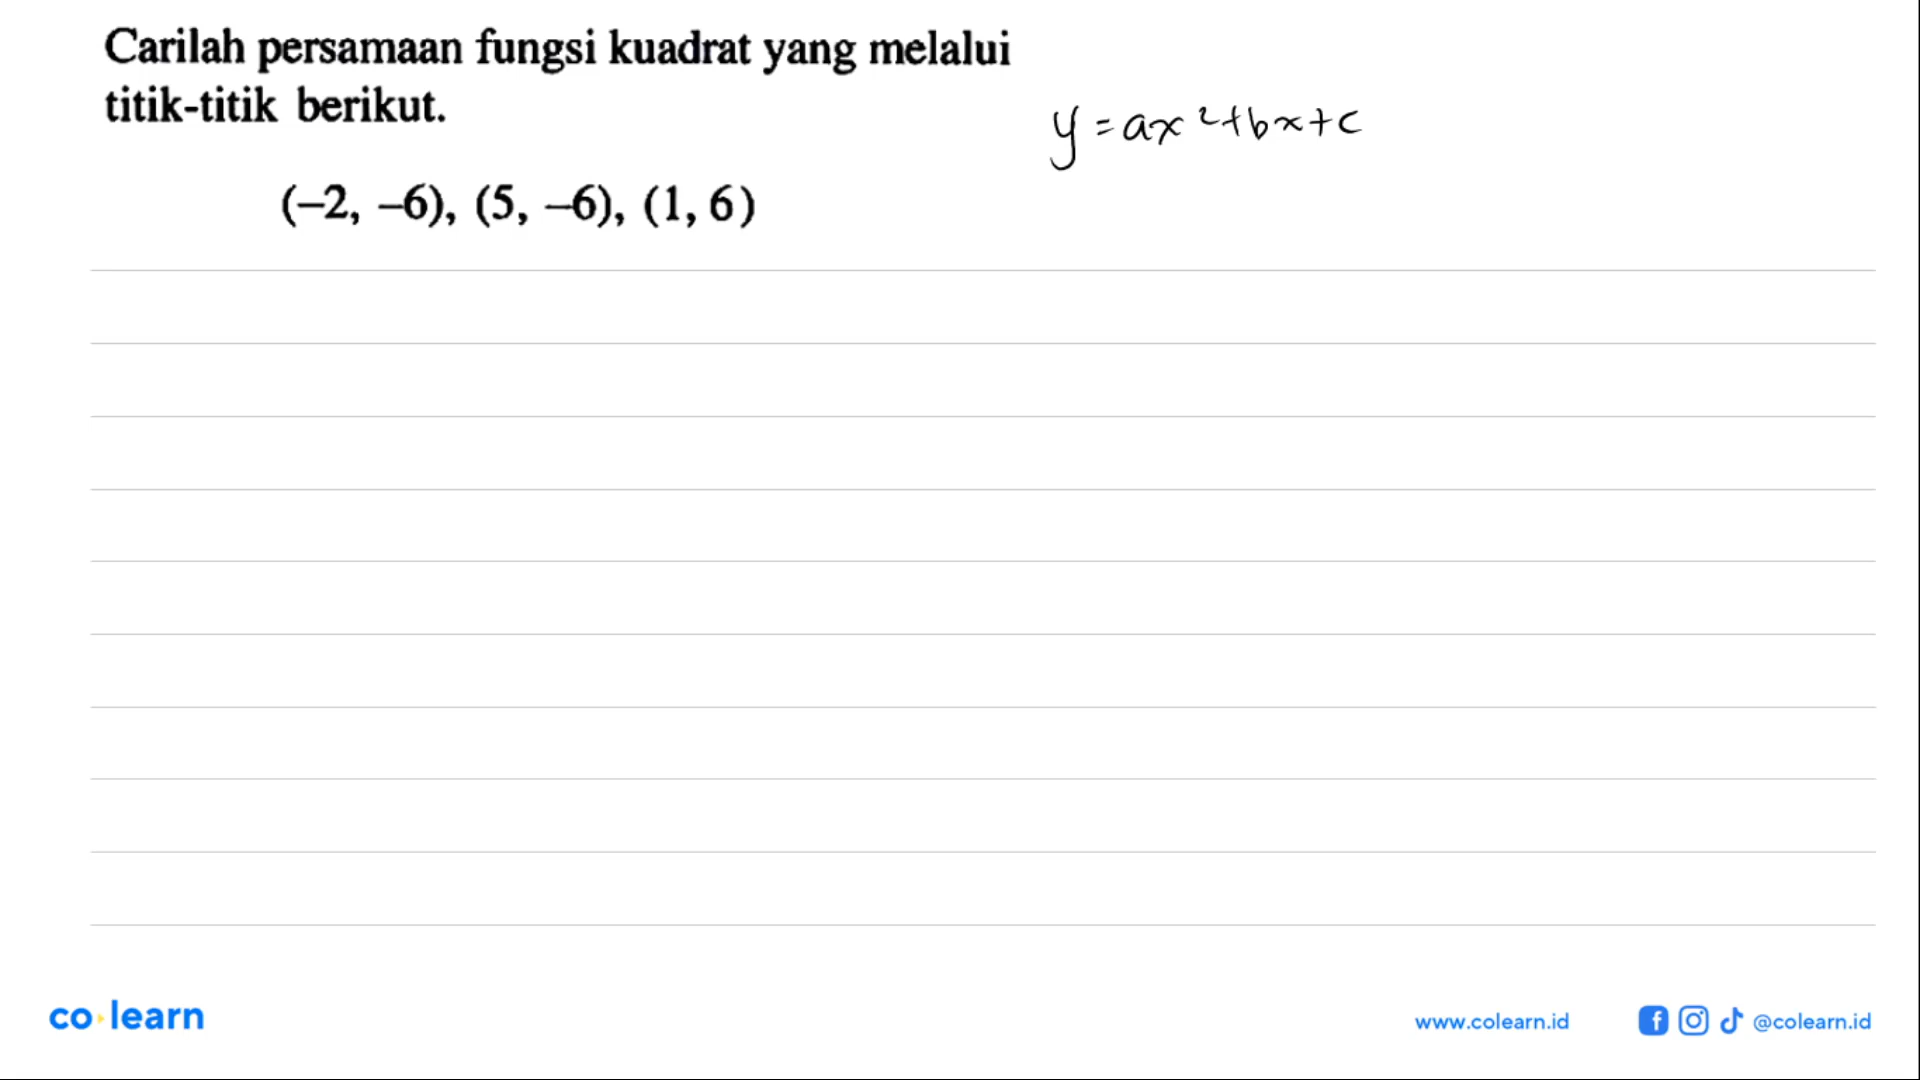 Carilah persamaan fungsi kuadrat yang melalui
titik-titik berikut.
y = ax²+bx+c
(–2, –6), (5, –6), (1, 6)
co learn
www.colearn.id
@colearn.id